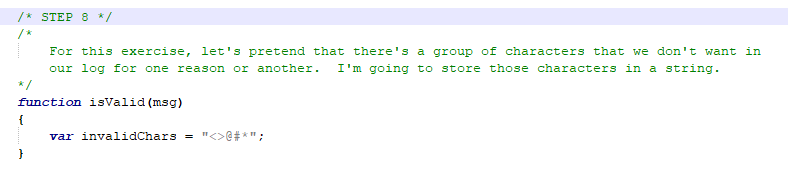 /* STEP 8 */
/*
For this exercise, let's pretend that there's a group of characters that we don't want in
our log for one reason or another.  I'm going to store those characters in a string.
*/
function isValid(msg)
{
var invalidChars = "<>@#*";
}